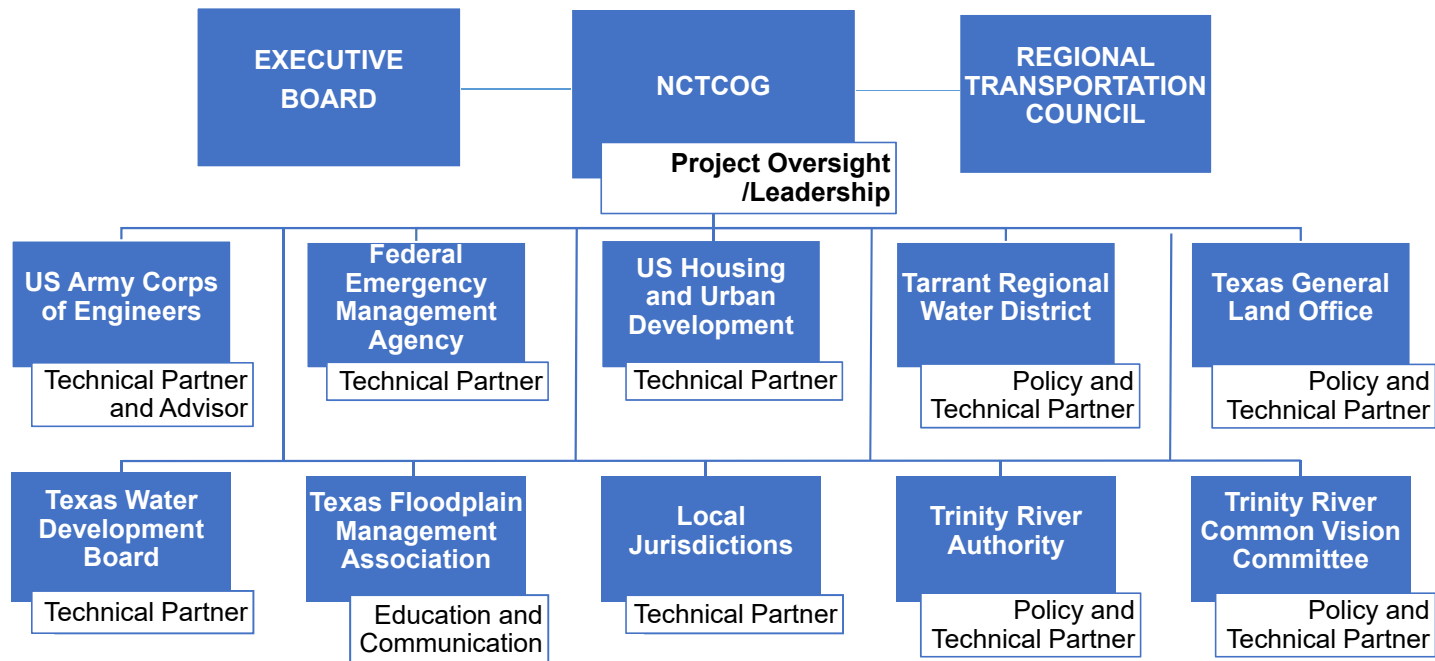 EXECUTIVE
BOARD
NCTCOG
REGIONAL
TRANSPORTATION
COUNCIL
Project Oversight
/Leadership
US Army Corps
of Engineers
Technical Partner
and Advisor
Federal
Emergency
Management
Agency
Technical Partner
US Housing
and Urban
Development
Technical Partner
Tarrant Regional
Water District
Policy and
Technical Partner
Texas General
Land Office
Policy and
Technical Partner
Texas Water
Development
Board
Technical Partner
Texas Floodplain
Management
Association
Education and
Communication
Local
Jurisdictions
Technical Partner
Trinity River
Authority
Policy and
Technical Partner
Trinity River
Common Vision
Committee
Policy and
Technical Partner